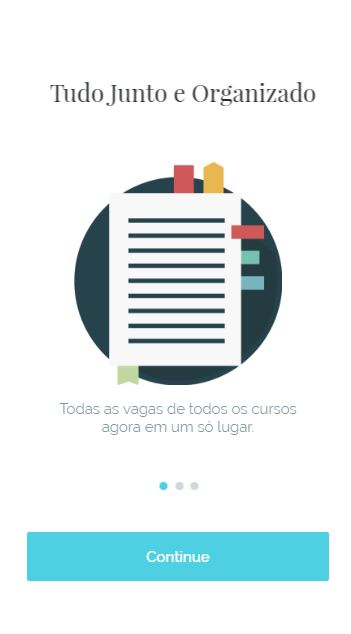 Tudo Junto e Organizado
Todas as vagas de todos os cursos
agora em um só lugar.
Continue